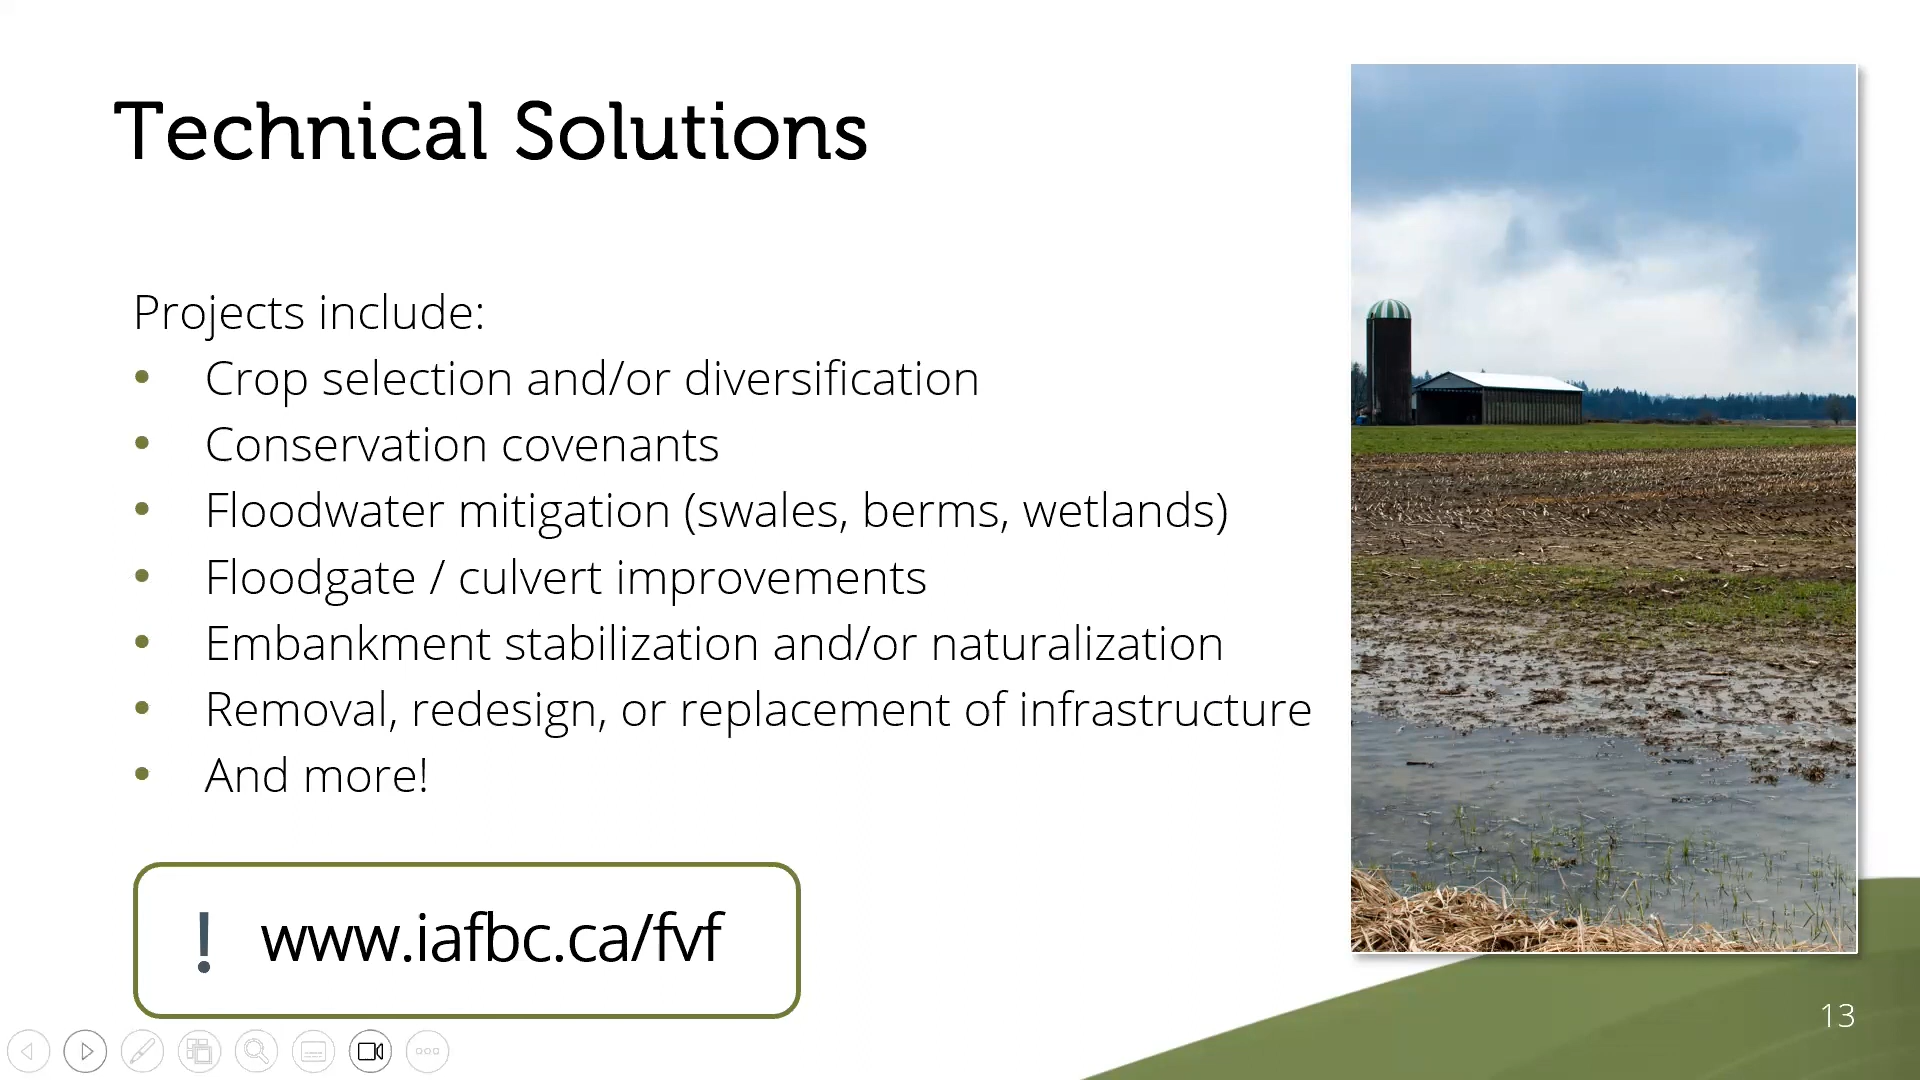 Technical Solutions
Projects include:
• Crop selection and/or diversification
• Conservation covenants
• Floodwater mitigation (swales, berms, wetlands)
• Floodgate / culvert improvements
• Embankment stabilization and/or naturalization
• Removal, redesign, or replacement of infrastructure
• And more!
! www.iafbc.ca/fvf
13